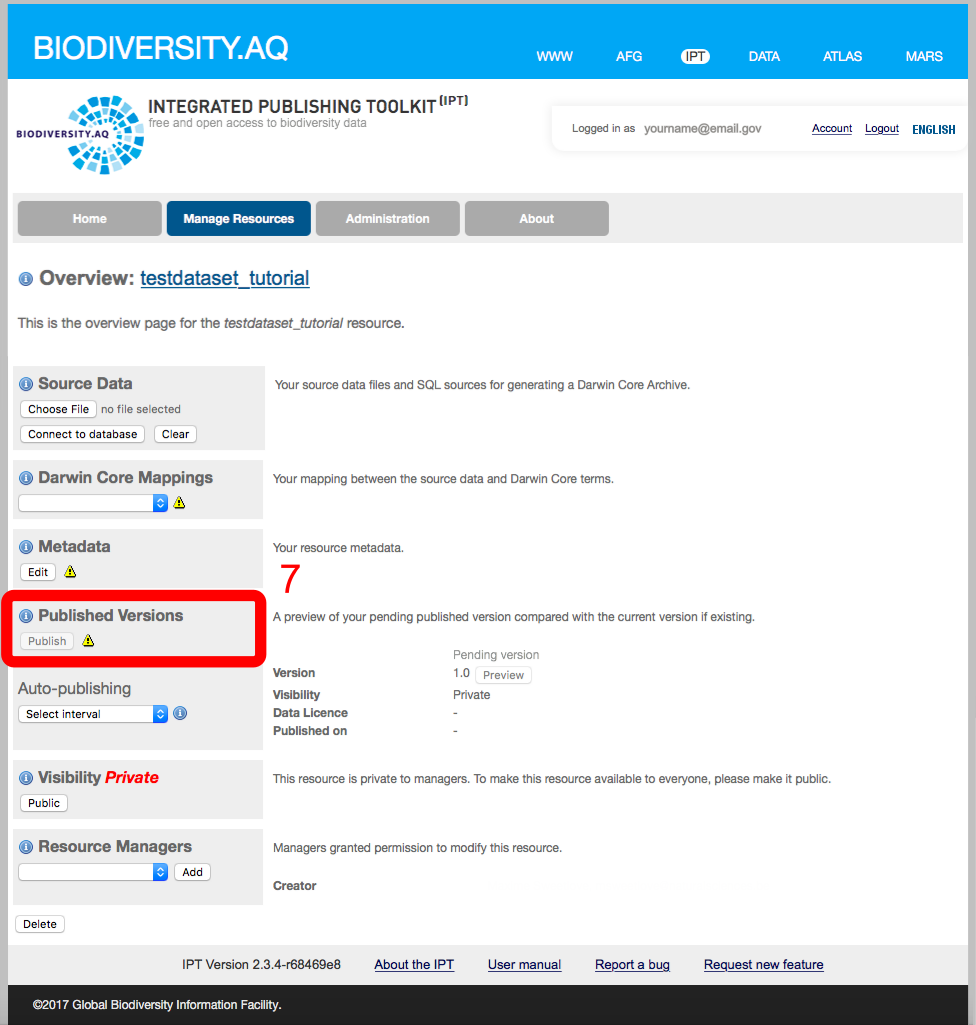 BIODIVERSITY.AQ
WWW AFG IPT DATA ATLAS MARS
BIODIVERSITY.AQ
INTEGRATED PUBLISHING TOOLKIT (IPT)
free and open access to biodiversity data
Logged in as yourname@email.gov Account Logout ENGLISH
Home Manage Resources Administration About
Overview: testdataset_tutorial
This is the overview page for the testdataset_tutorial resource.
Source Data
Your source data files and SQL sources for generating a Darwin Core Archive.
Choose File no file selected
Connect to database Clear
Darwin Core Mappings
Your mapping between the source data and Darwin Core terms.
Metadata
Your resource metadata.
Edit
7
Published Versions
A preview of your pending published version compared with the current version if existing.
Publish
Pending version
Version 1.0 Preview
Visibility Private
Data Licence -
Published on -
Auto-publishing
Select interval
Visibility Private
This resource is private to managers. To make this resource available to everyone, please make it public.
Public
Resource Managers
Managers granted permission to modify this resource.
Add
Creator
Delete
IPT Version 2.3.4-r68469e8 About the IPT User manual Report a bug Request new feature
©2017 Global Biodiversity Information Facility.